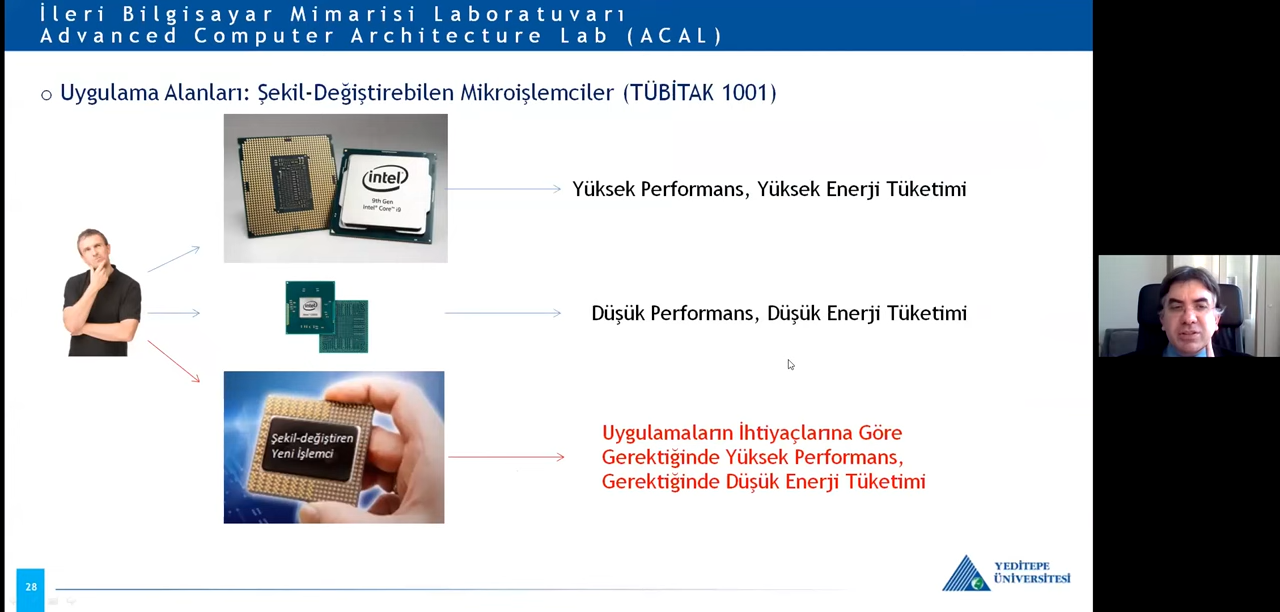 İleri Bilgisayar Mimarisi Laboratuvarı
Advanced Computer Architecture Lab (ACAL)
o Uygulama Alanları: Şekil-Değiştirebilen Mikroişlemciler (TÜBİTAK 1001)
intel
9th Gen
Intel® Core™ i9
Yüksek Performans, Yüksek Enerji Tüketimi
intel
Düşük Performans, Düşük Enerji Tüketimi
Şekil-değiştiren
Yeni İşlemci
Uygulamaların İhtiyaçlarına Göre
Gerektiğinde Yüksek Performans,
Gerektiğinde Düşük Enerji Tüketimi
28
YEDİTEPE
ÜNİVERSİTESİ